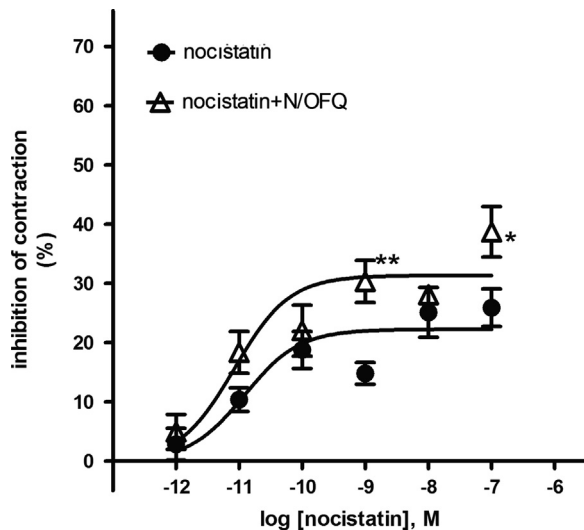 70
60
50
40
30
20
10
0
inhibition of contraction
(%)
nocistatin
nocistatin+N/OFQ
**
*
-12 -11 -10 -9 -8 -7 -6
log [nocistatin], M